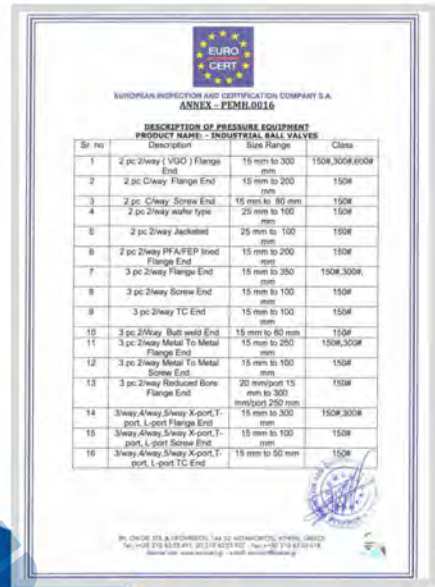 EURO
CERT
EUROPEAN INSPECTION AND CERTIFICATION COMPANY S.A.
ANNEX – PEMH.0016
DESCRIPTION OF PRESSURE EQUIPMENT
PRODUCT NAME: - INDUSTRIAL BALL VALVES
Sr. no Description Size Range Class
1 2 pc 2/way ( VGO ) Flange End 15 mm to 300 mm 150#,300#,600#
2 2 pc C/way Flange End 15 mm to 200 mm 150#
3 2 pc C/way Screw End 15 mm to 80 mm 150#
4 2 pc 2/way wafer type 25 mm to 100 mm 150#
5 2 pc 2/way Jacketed 25 mm to 100 mm 150#
6 2 pc 2/way PFA/FEP lined Flange End 15 mm to 200 mm 150#
7 3 pc 2/way Flange End 15 mm to 350 mm 150#,300#,
8 3 pc 2/way Screw End 15 mm to 100 mm 150#
9 3 pc 2/way TC End 15 mm to 100 mm 150#
10 3 pc 2/Way Butt weld End 15 mm to 80 mm 150#
11 3 pc 2/way Metal To Metal Flange End 15 mm to 250 mm 150#,300#
12 3 pc 2/way Metal To Metal Screw End 15 mm to 100 mm 150#
13 3 pc 2/way Reduced Bore Flange End 20 mm/port 15 mm to 300 mm/port 250 mm 150#
14 3/way,4/way,5/way X-port,T-port, L-port Flange End 15 mm to 300 mm 150#,300#
15 3/way,4/way,5/way X-port,T-port, L-port Screw End 15 mm to 100 mm 150#
16 3/way,4/way,5/way X-port,T-port, L-port TC End 15 mm to 50 mm 150#